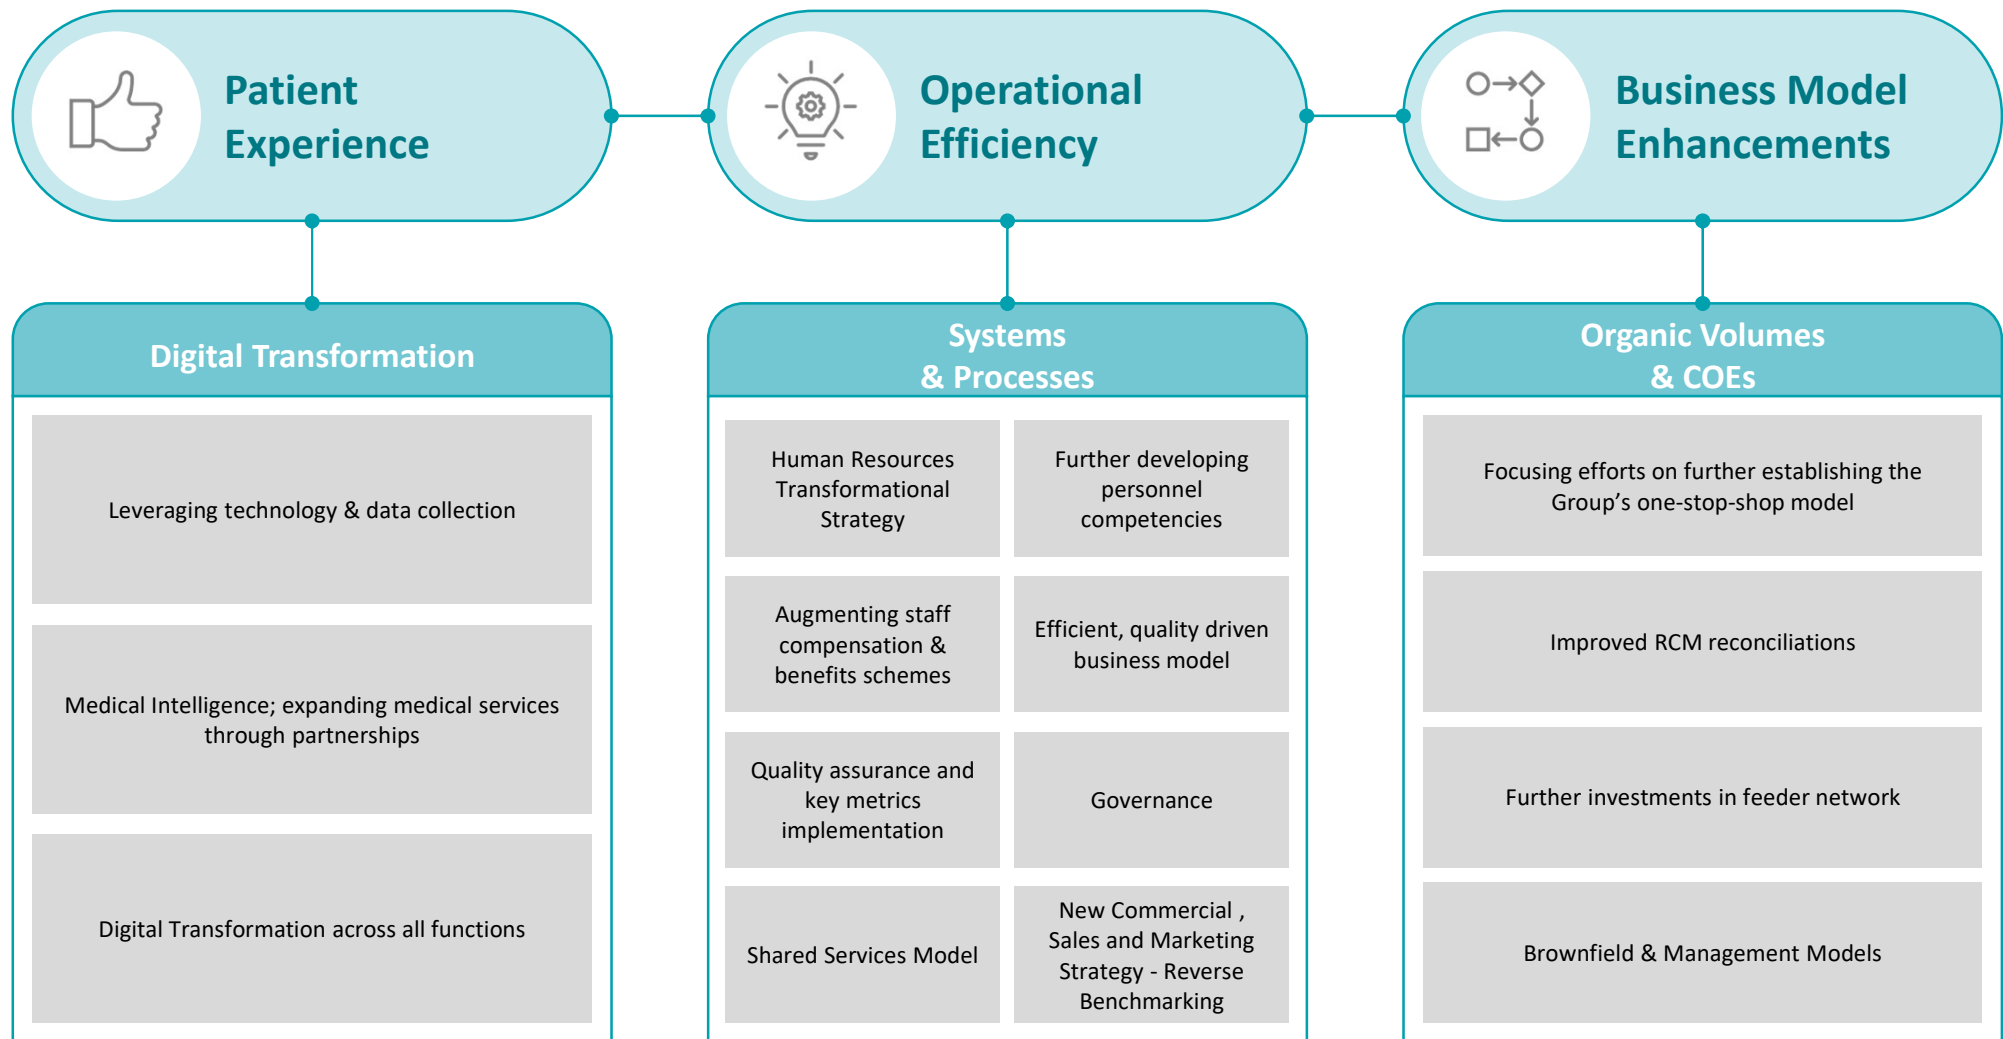 Patient
Experience
Operational
Efficiency
Business Model
Enhancements
Digital Transformation
Leveraging technology & data collection
Medical Intelligence; expanding medical services
through partnerships
Digital Transformation across all functions
Systems
& Processes
Human Resources
Transformational
Strategy
Further developing
personnel
competencies
Augmenting staff
compensation &
benefits schemes
Efficient, quality driven
business model
Quality assurance and
key metrics
implementation
Governance
Shared Services Model
New Commercial ,
Sales and Marketing
Strategy - Reverse
Benchmarking
Organic Volumes
& COEs
Focusing efforts on further establishing the
Group’s one-stop-shop model
Improved RCM reconciliations
Further investments in feeder network
Brownfield & Management Models